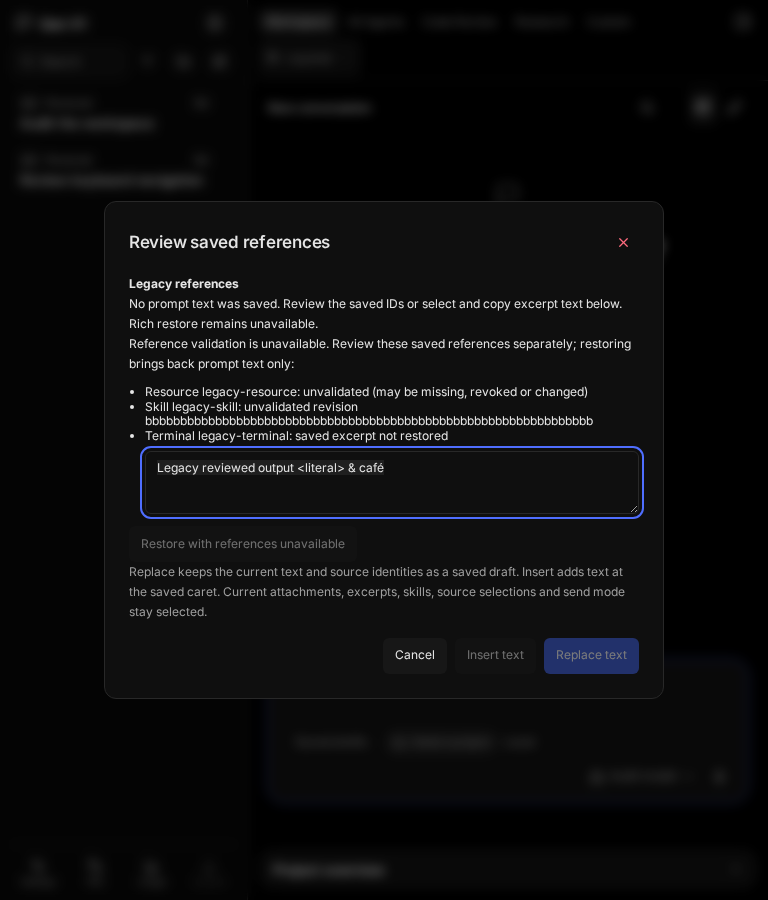 Review saved references
Legacy references
No prompt text was saved. Review the saved IDs or select and copy excerpt text below.
Rich restore remains unavailable.
Reference validation is unavailable. Review these saved references separately; restoring
brings back prompt text only:
• Resource legacy-resource: unvalidated (may be missing, revoked or changed)
• Skill legacy-skill: unvalidated revision
bbbbbbbbbbbbbbbbbbbbbbbbbbbbbbbbbbbbbbbbbbbbbbbbbbbbbbbbbbbbbbbb
• Terminal legacy-terminal: saved excerpt not restored
Legacy reviewed output <literal> & café
Restore with references unavailable
Replace keeps the current text and source identities as a saved draft. Insert adds text at
the saved caret. Current attachments, excerpts, skills, source selections and send mode
stay selected.
Cancel
Insert text
Replace text